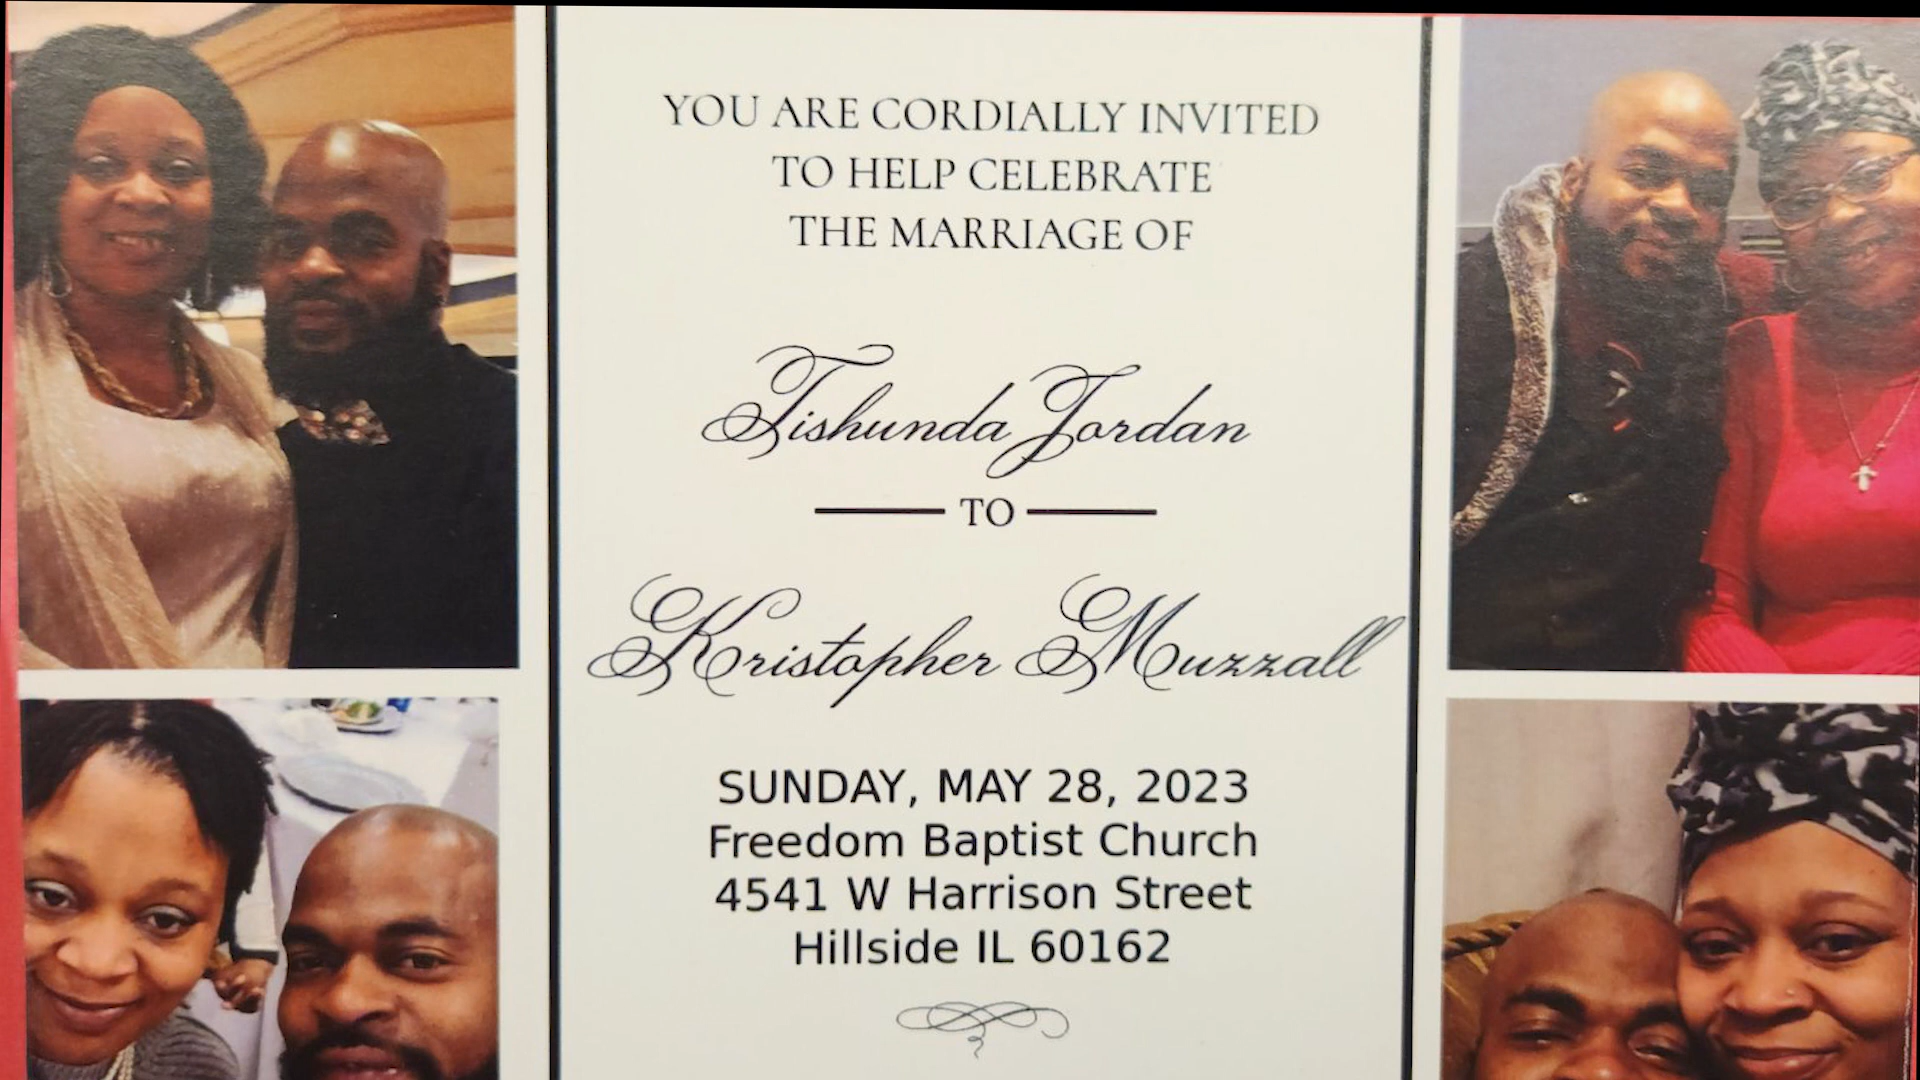 YOU ARE CORDIALLY INVITED
TO HELP CELEBRATE
THE MARRIAGE OF
Tishunda Jordan
TO
Kristopher Muzzall
SUNDAY, MAY 28, 2023
Freedom Baptist Church
4541 W Harrison Street
Hillside IL 60162